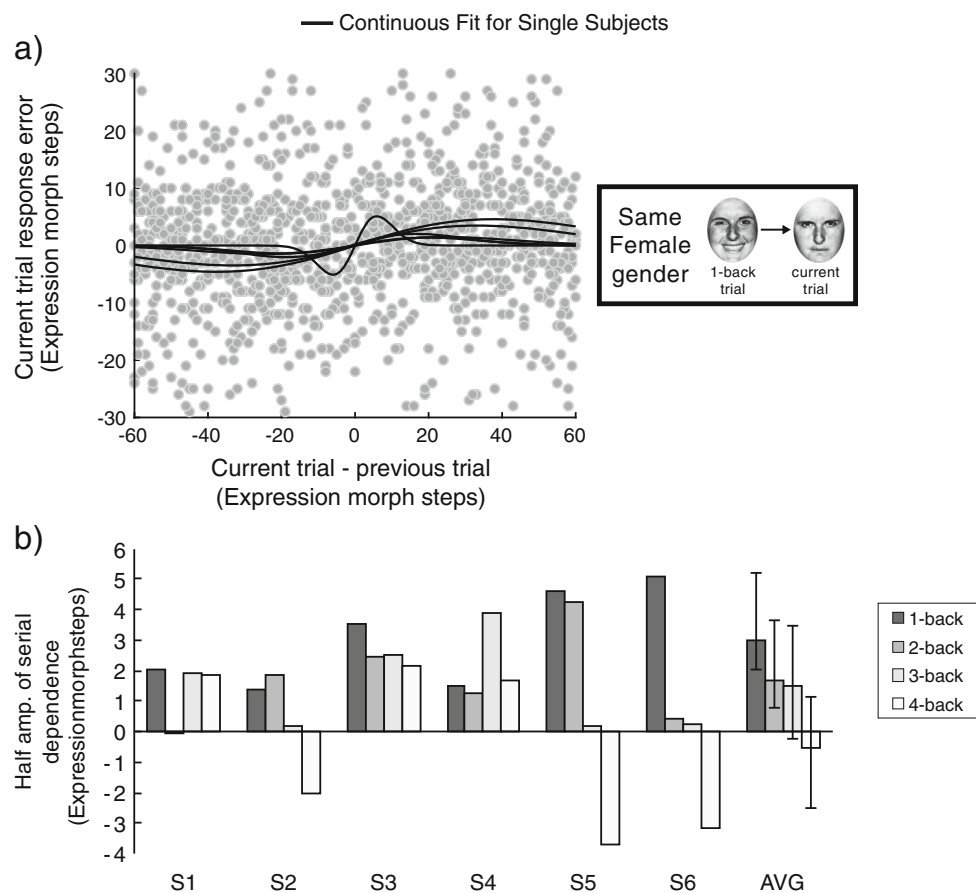 Continuous Fit for Single Subjects
a)
Current trial response error
(Expression morph steps)
30
20
10
0
-10
-20
-30
-60
-40
-20
0
20
40
60
Current trial - previous trial
(Expression morph steps)
Same
Female
gender
1-back
trial
current
trial
b)
Half amp. of serial
dependence
(Expressionmorphsteps)
6
5
4
3
2
1
0
-1
-2
-3
-4
S1
S2
S3
S4
S5
S6
AVG
1-back
2-back
3-back
4-back